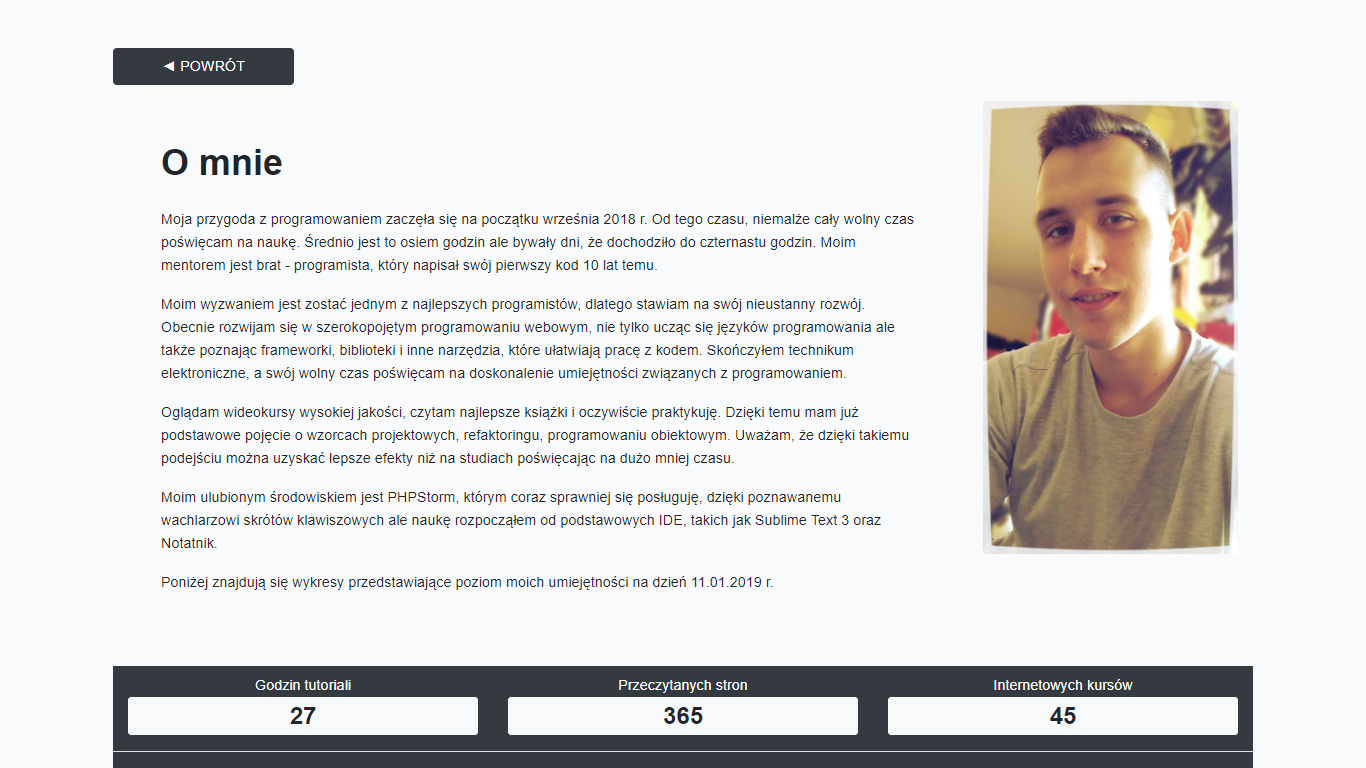 ◄ POWRÓT
O mnie
Moja przygoda z programowaniem zaczęła się na początku września 2018 r. Od tego czasu, niemalże cały wolny czas
poświęcam na naukę. Średnio jest to osiem godzin ale bywały dni, że dochodziło do czternastu godzin. Moim
mentorem jest brat - programista, który napisał swój pierwszy kod 10 lat temu.
Moim wyzwaniem jest zostać jednym z najlepszych programistów, dlatego stawiam na swój nieustanny rozwój.
Obecnie rozwijam się w szerokopojętym programowaniu webowym, nie tylko ucząc się języków programowania ale
także poznając frameworki, biblioteki i inne narzędzia, które ułatwiają pracę z kodem. Skończyłem technikum
elektroniczne, a swój wolny czas poświęcam na doskonalenie umiejętności związanych z programowaniem.
Oglądam wideokursy wysokiej jakości, czytam najlepsze książki i oczywiście praktykuję. Dzięki temu mam już
podstawowe pojęcie o wzorcach projektowych, refaktoringu, programowaniu obiektowym. Uważam, że dzięki takiemu
podejściu można uzyskać lepsze efekty niż na studiach poświęcając na dużo mniej czasu.
Moim ulubionym środowiskiem jest PHPStorm, którym coraz sprawniej się posługuję, dzięki poznawanemu
wachlarzowi skrótów klawiszowych ale naukę rozpocząłem od podstawowych IDE, takich jak Sublime Text 3 oraz
Notatnik.
Poniżej znajdują się wykresy przedstawiające poziom moich umiejętności na dzień 11.01.2019 r.
Godzin tutoriali
27
Przeczytanych stron
365
Internetowych kursów
45